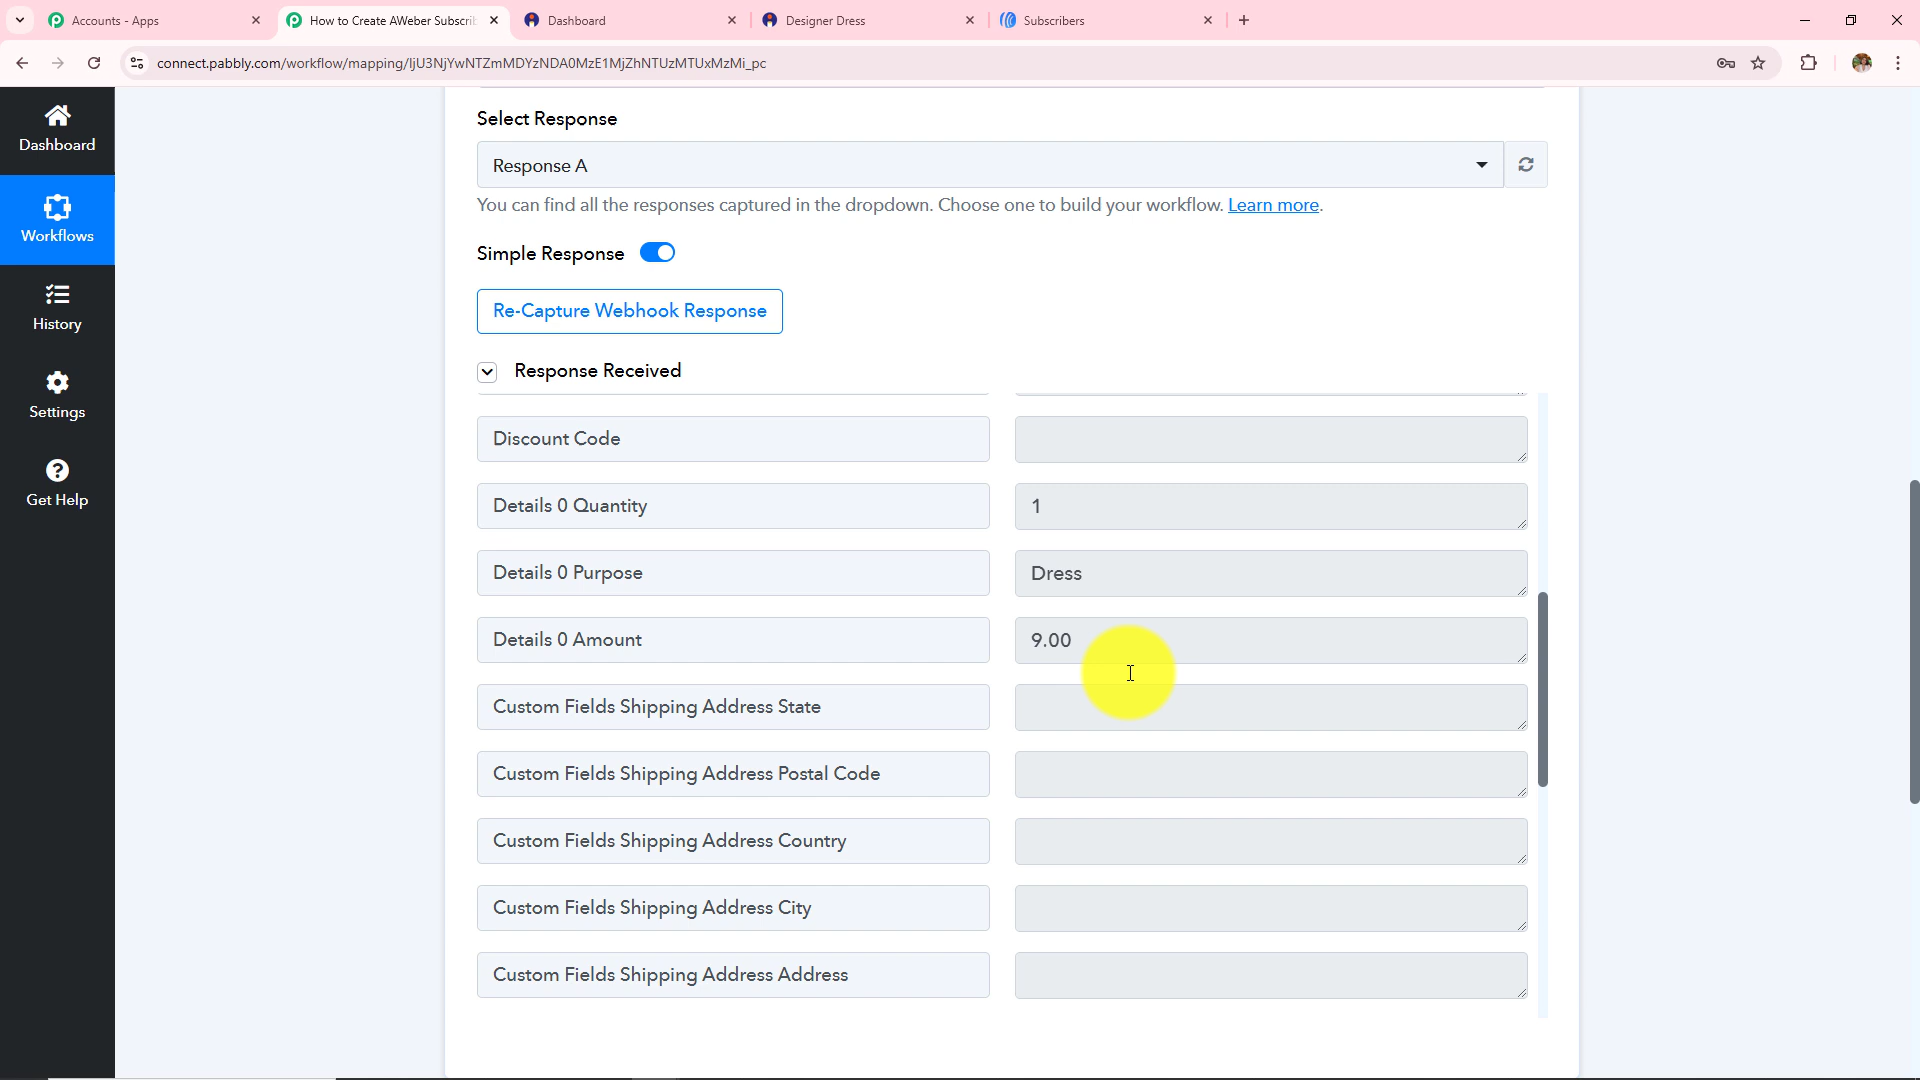 Accounts - Apps
How to Create AWeber Subscrib
Dashboard
Designer Dress
Subscribers
connect.pabbly.com/workflow/mapping/IjU3NjYwNTZmMDYzNDA0MzE1MjZhNTUzMTUxMzMi_pc
Dashboard
Workflows
History
Settings
Get Help
Select Response
Response A
You can find all the responses captured in the dropdown. Choose one to build your workflow. Learn more.
Simple Response
Re-Capture Webhook Response
Response Received
Discount Code
Details 0 Quantity
1
Details 0 Purpose
Dress
Details 0 Amount
9.00
Custom Fields Shipping Address State
Custom Fields Shipping Address Postal Code
Custom Fields Shipping Address Country
Custom Fields Shipping Address City
Custom Fields Shipping Address Address